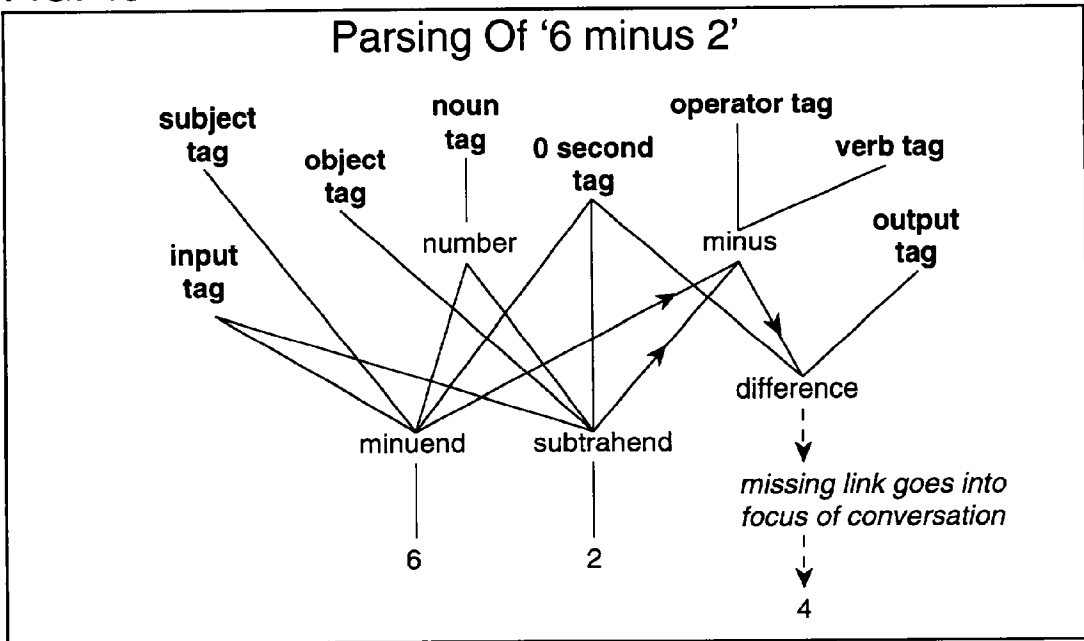 Parsing Of '6 minus 2'
subject
tag
object
tag
noun
tag
0 second
tag
operator tag
verb tag
input
tag
number
minus
output
tag
minuend
subtrahend
difference
missing link goes into
focus of conversation
6
2
4